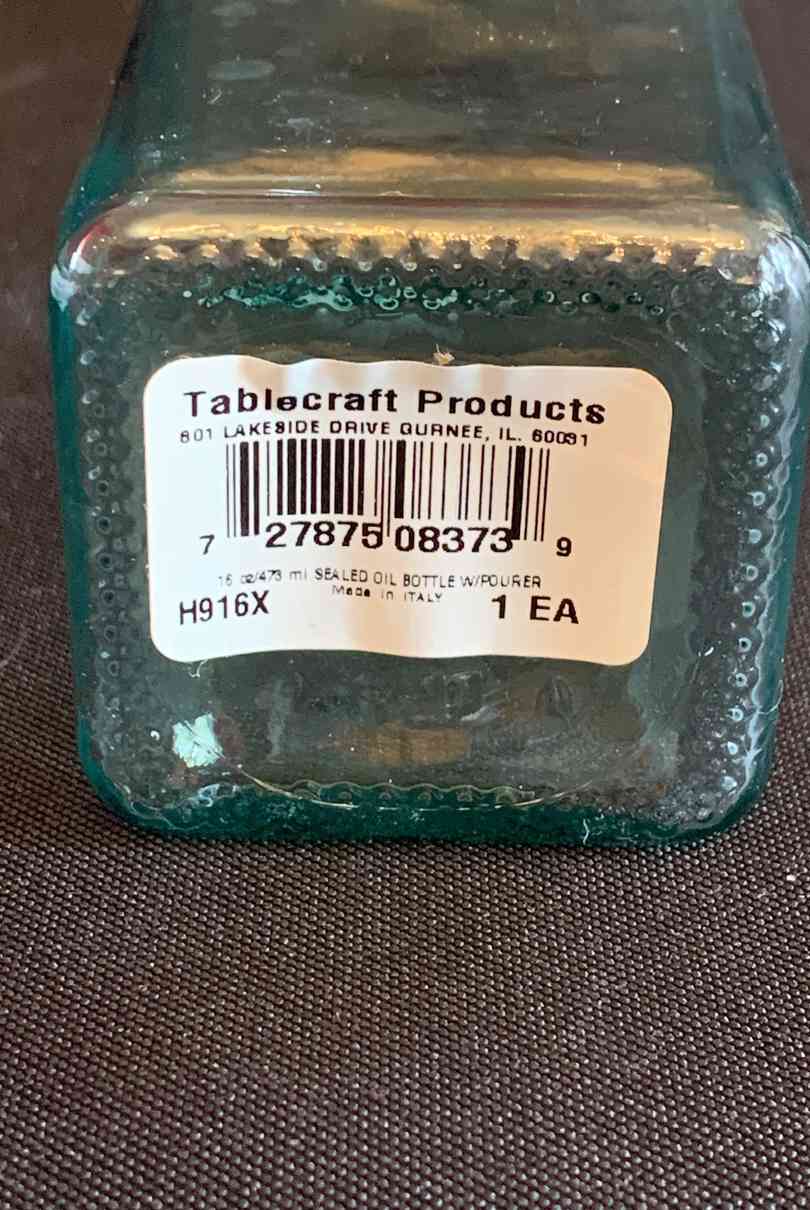 Tablecraft Products
801 LAKESIDE DRIVE GURNEE, IL. 60031
7 27875 08373 9
16 oz/473 ml SEALED OIL BOTTLE W/POURER
Made in ITALY
H916X 1 EA